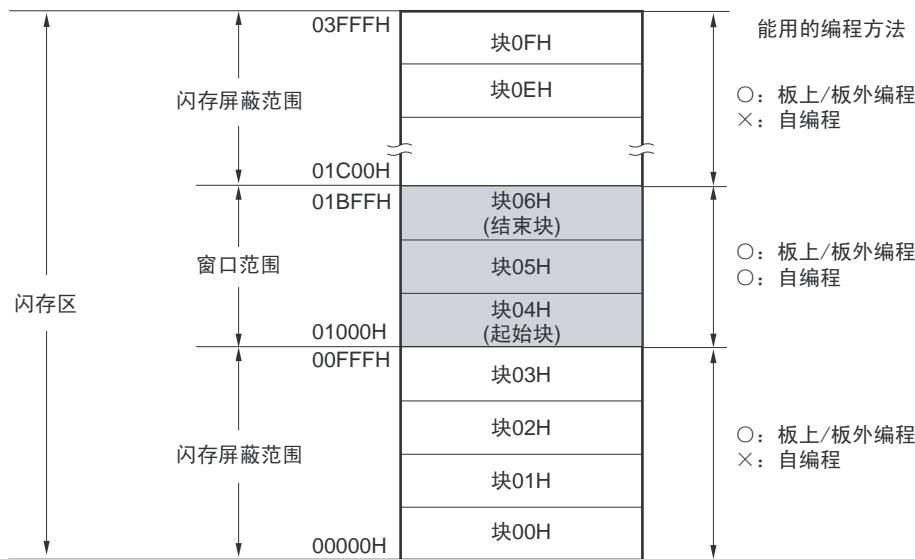 03FFFH
块0FH
能用的编程方法
块0EH
闪存屏蔽范围
○：板上/板外编程
×：自编程
01C00H
01BFFH
块06H
(结束块)
窗口范围
块05H
○：板上/板外编程
○：自编程
闪存区
块04H
(起始块)
01000H
00FFFH
块03H
块02H
闪存屏蔽范围
○：板上/板外编程
×：自编程
块01H
块00H
00000H